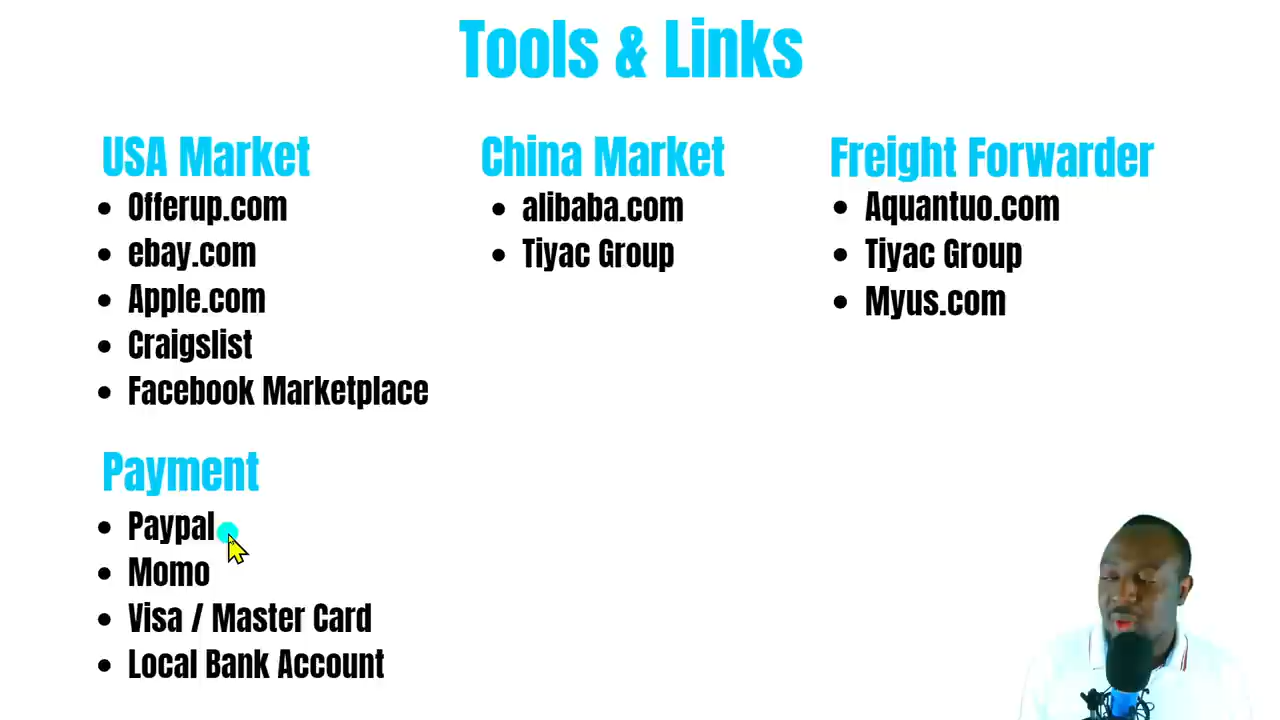 Tools & Links
USA Market
Offerup.com
ebay.com
Apple.com
Craigslist
Facebook Marketplace
China Market
alibaba.com
Tiyac Group
Freight Forwarder
Aquantuo.com
Tiyac Group
Myus.com
Payment
Paypal
Momo
Visa / Master Card
Local Bank Account